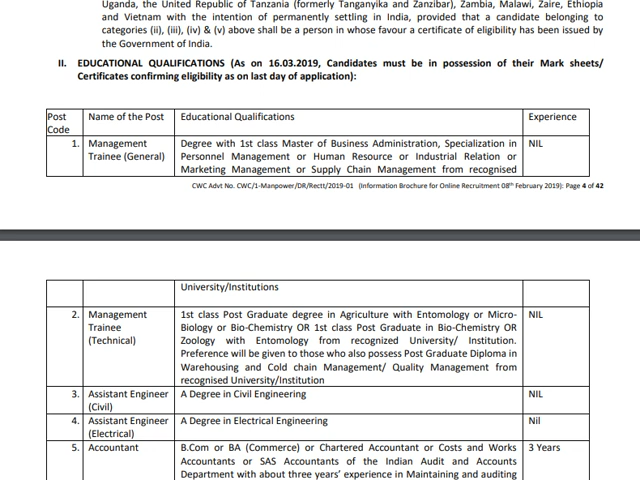 Uganda, the United Republic of Tanzania (formerly Tanganyika and Zanzibar), Zambia, Malawi, Zaire, Ethiopia
and Vietnam with the intention of permanently settling in India, provided that a candidate belonging to
categories (ii), (iii), (iv) & (v) above shall be a person in whose favour a certificate of eligibility has been issued by
the Government of India.
II. EDUCATIONAL QUALIFICATIONS (As on 16.03.2019, Candidates must be in possession of their Mark sheets/
Certificates confirming eligibility as on last day of application):
Post Code
Name of the Post
Educational Qualifications
Experience
1.
Management
Trainee (General)
Degree with 1st class Master of Business Administration, Specialization in
Personnel Management or Human Resource or Industrial Relation or
Marketing Management or Supply Chain Management from recognised
NIL
CWC Advt No. CWC/1-Manpower/DR/Rectt/2019-01 (Information Brochure for Online Recruitment 08th February 2019): Page 4 of 42
University/Institutions
2.
Management
Trainee
(Technical)
1st class Post Graduate degree in Agriculture with Entomology or Micro-
Biology or Bio-Chemistry OR 1st class Post Graduate in Bio-Chemistry OR
Zoology with Entomology from recognized University/ Institution.
Preference will be given to those who also possess Post Graduate Diploma in
Warehousing and Cold chain Management/ Quality Management from
recognised University/Institution
NIL
3.
Assistant Engineer
(Civil)
A Degree in Civil Engineering
NIL
4.
Assistant Engineer
(Electrical)
A Degree in Electrical Engineering
Nil
5.
Accountant
B.Com or BA (Commerce) or Chartered Accountant or Costs and Works
Accountants or SAS Accountants of the Indian Audit and Accounts
Department with about three years' experience in Maintaining and auditing
3 Years